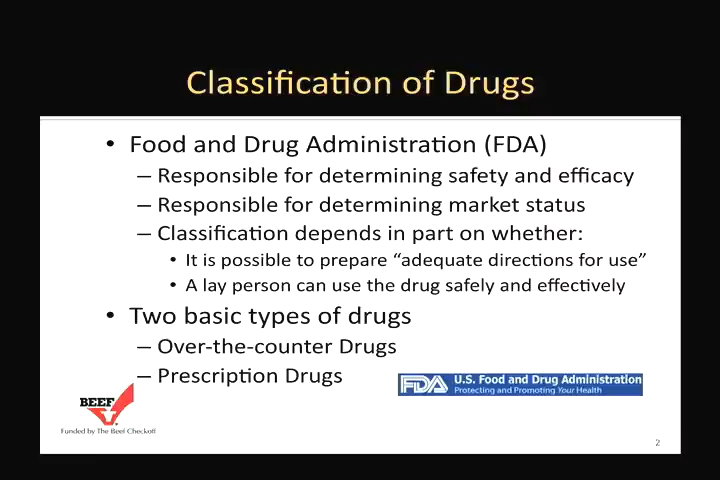 Classification of Drugs
• Food and Drug Administration (FDA)
– Responsible for determining safety and efficacy
– Responsible for determining market status
– Classification depends in part on whether:
• It is possible to prepare “adequate directions for use”
• A lay person can use the drug safely and effectively
• Two basic types of drugs
– Over-the-counter Drugs
– Prescription Drugs
FDA U.S. Food and Drug Administration
Protecting and Promoting Your Health
BEEF
Funded by The Beef Checkoff
2